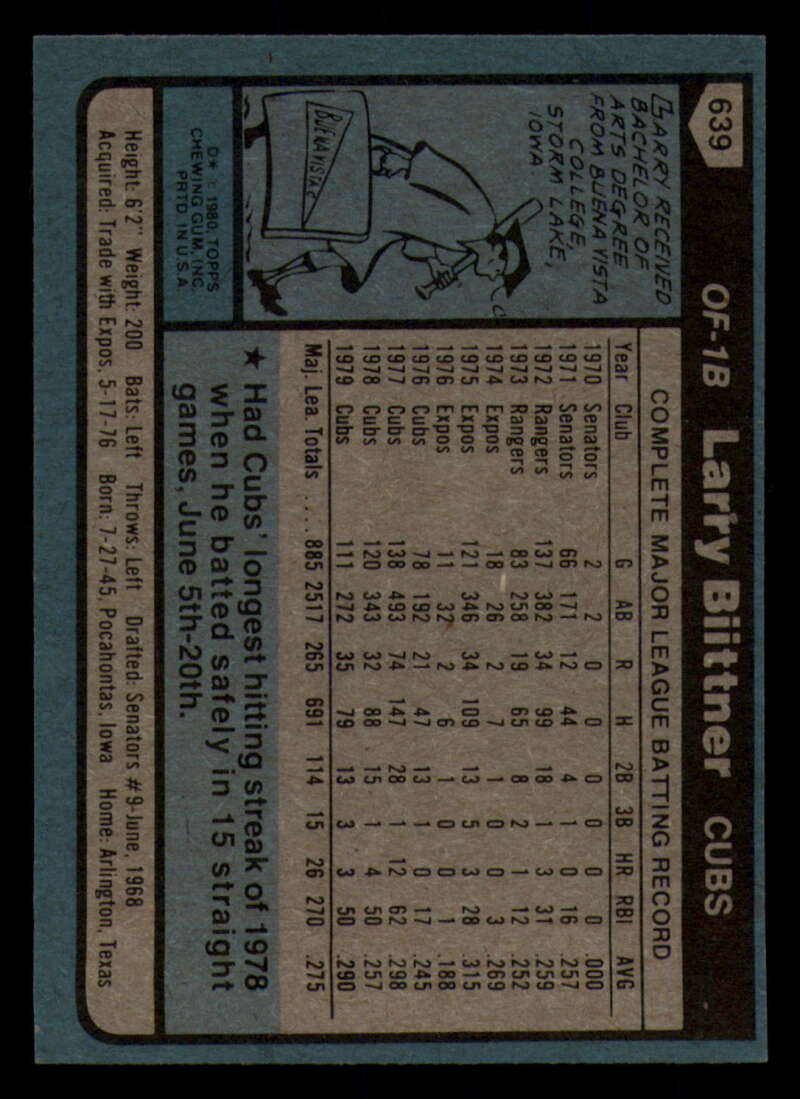 639
OF-1B Larry Biittner CUBS
LARRY RECEIVED
BACHELOR OF
ARTS DEGREE
FROM BUENA VISTA
COLLEGE,
STORM LAKE,
IOWA
BUENA VISTA C
D* © 1980 TOPPS
CHEWING GUM, INC.
PRTD IN U.S.A.
COMPLETE MAJOR LEAGUE BATTING RECORD
Year Club G AB R H 2B 3B HR RBI AVG
1970 Senators 2 2 0 0 0 0 0 0 .000
1971 Senators 66 171 12 44 4 1 0 16 .257
1972 Rangers 137 382 34 99 18 1 3 31 .259
1973 Rangers 83 258 19 65 8 2 1 12 .252
1974 Expos 18 26 2 7 1 0 0 3 .269
1975 Expos 121 346 34 109 13 5 3 28 .315
1976 Expos 11 32 2 6 1 0 0 1 .188
1976 Cubs 78 192 21 47 13 1 0 17 .245
1977 Cubs 138 493 74 147 28 1 12 62 .298
1978 Cubs 120 343 32 88 15 1 4 50 .257
1979 Cubs 111 272 35 79 13 3 3 50 .290
Maj. Lea. Totals .... 885 2517 265 691 114 15 26 270 .275
★ Had Cubs' longest hitting streak of 1978
when he batted safely in 15 straight
games, June 5th-20th.
Height: 6'2" Weight: 200 Bats: Left Throws: Left Drafted: Senators #9-June, 1968
Acquired: Trade with Expos, 5-17-76 Born: 7-27-45, Pocahontas, Iowa Home: Arlington, Texas